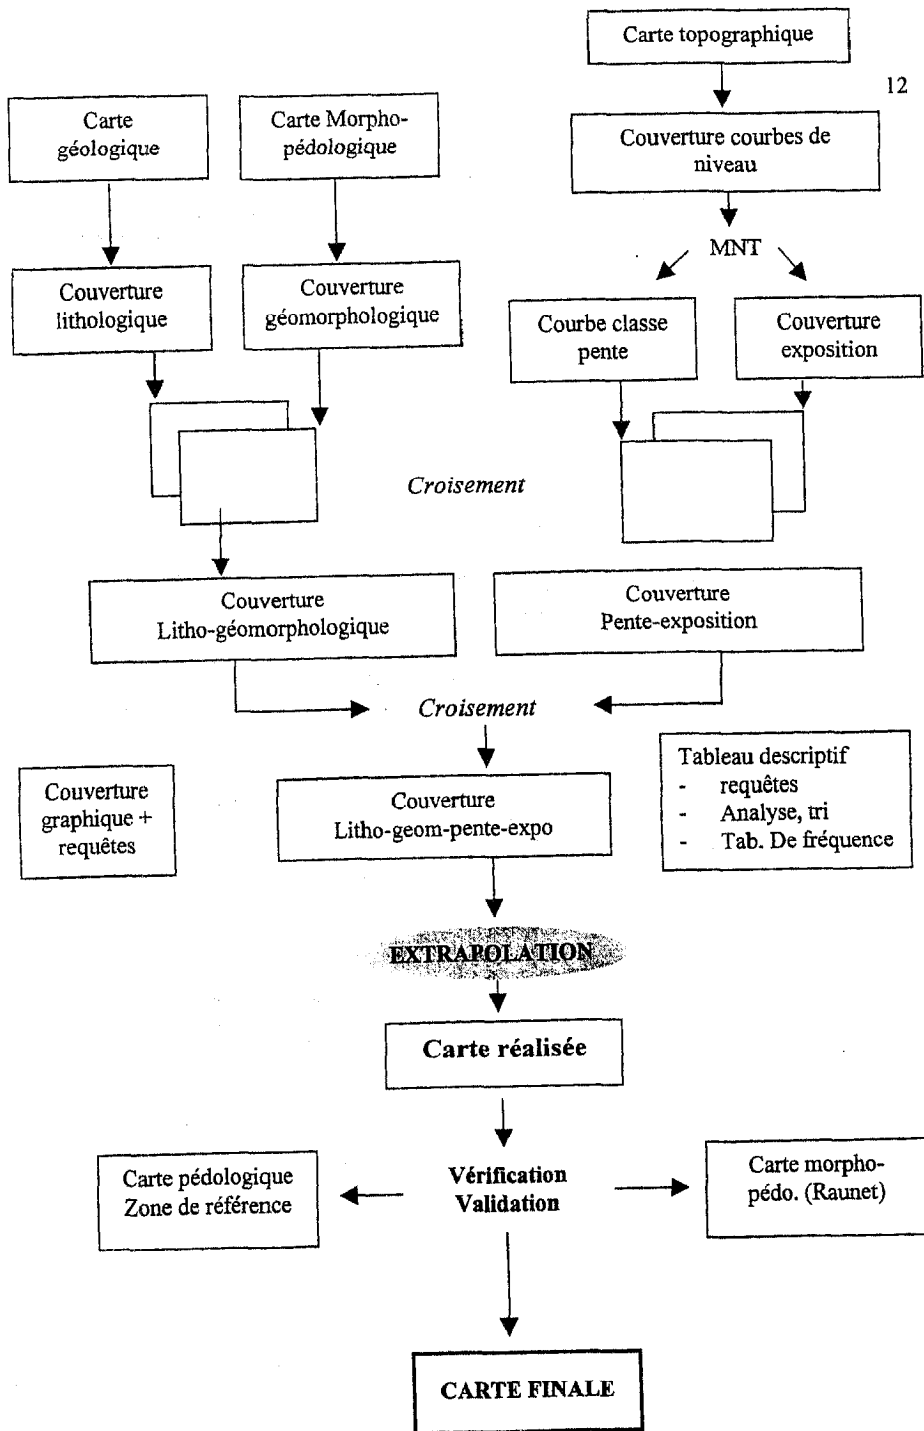 Carte topographique
12
Carte
géologique
Carte Morpho-
pédologique
Couverture courbes de
niveau
MNT
Couverture
lithologique
Couverture
géomorphologique
Courbe classe
pente
Couverture
exposition
Croisement
Couverture
Litho-géomorphologique
Couverture
Pente-exposition
Croisement
Couverture
graphique +
requêtes
Couverture
Litho-geom-pente-expo
Tableau descriptif
- requêtes
- Analyse, tri
- Tab. De fréquence
EXTRAPOLATION
Carte réalisée
Carte pédologique
Zone de référence
Vérification
Validation
Carte morpho-
pédo. (Raunet)
CARTE FINALE